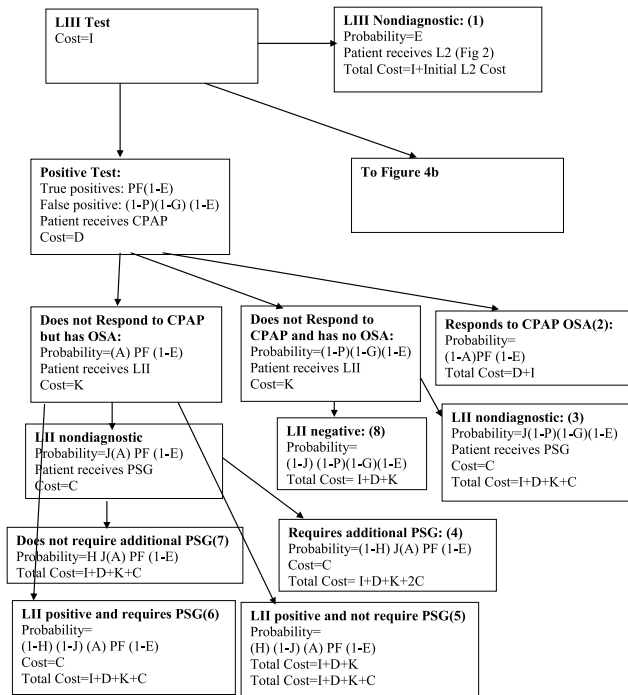 LIII Test
Cost=I
LIII Nondiagnostic: (1)
Probability=E
Patient receives L2 (Fig 2)
Total Cost=I+Initial L2 Cost
Positive Test:
True positives: PF(1-E)
False positive: (1-P)(1-G) (1-E)
Patient receives CPAP
Cost=D
To Figure 4b
Does not Respond to CPAP
but has OSA:
Probability=(A) PF (1-E)
Patient receives LII
Cost=K
Does not Respond to
CPAP and has no OSA:
Probability=(1-P)(1-G)(1-E)
Patient receives LII
Cost=K
Responds to CPAP OSA(2):
Probability=
(1-A)PF (1-E)
Total Cost=D+I
LII nondiagnostic
Probability=J(A) PF (1-E)
Patient receives PSG
Cost=C
LII negative: (8)
Probability=
(1-J) (1-P)(1-G)(1-E)
Total Cost= I+D+K
LII nondiagnostic: (3)
Probability=J(1-P)(1-G)(1-E)
Patient receives PSG
Cost=C
Total Cost=I+D+K+C
Does not require additional PSG(7)
Probability=H J(A) PF (1-E)
Total Cost=I+D+K+C
Requires additional PSG: (4)
Probability=(1-H) J(A) PF (1-E)
Cost=C
Total Cost= I+D+K+2C
LII positive and requires PSG(6)
Probability=
(1-H) (1-J) (A) PF (1-E)
Cost=C
Total Cost=I+D+K+C
LII positive and not require PSG(5)
Probability=
(H) (1-J) (A) PF (1-E)
Total Cost=I+D+K
Total Cost=I+D+K+C